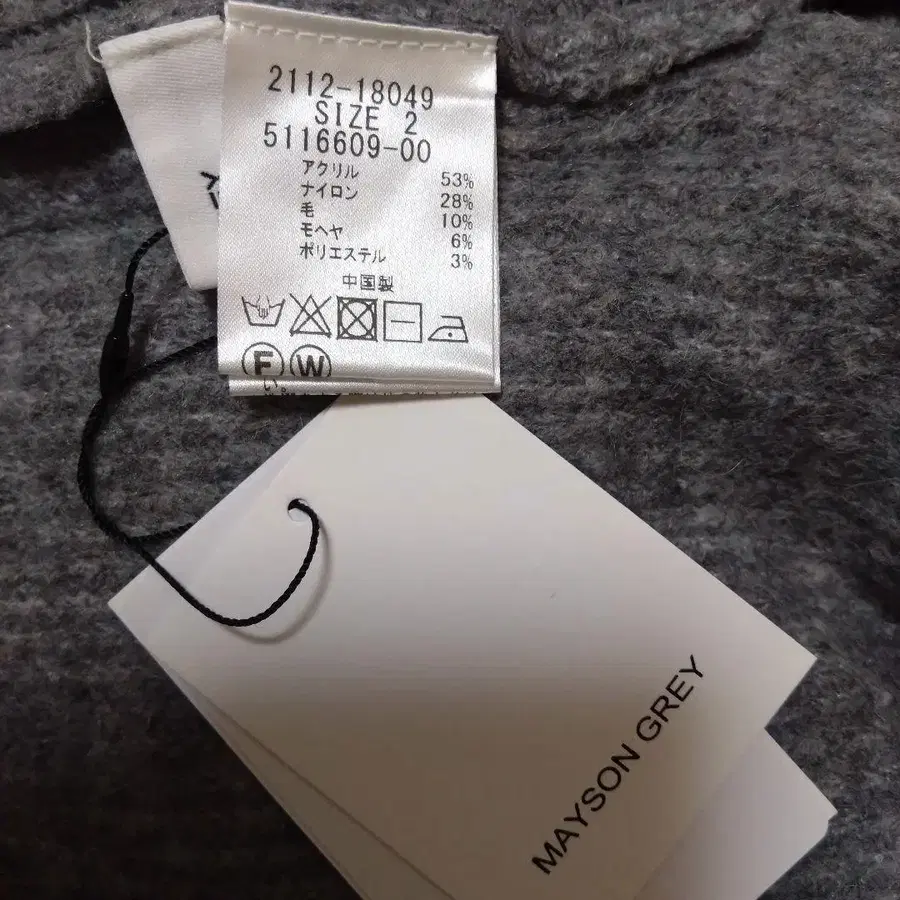 2112-18049
SIZE 2
5116609-00
アクリル 53%
ナイロン 28%
毛 10%
モヘヤ 6%
ポリエステル 3%
中国製
F W
い。
MAYSON GREY